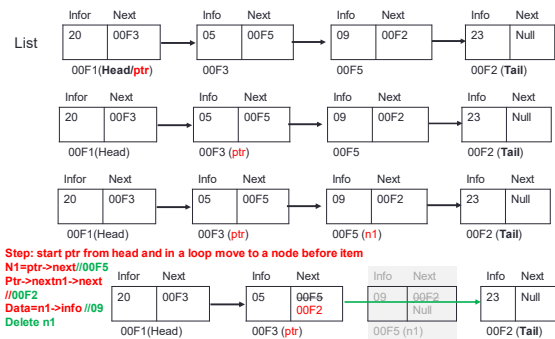 Infor Next Info Next Info Next Info Next
List 20 00F3 05 00F5 09 00F2 23 Null
00F1(Head/ptr) 00F3 00F5 00F2 (Tail)
Infor Next Info Next Info Next Info Next
20 00F3 05 00F5 09 00F2 23 Null
00F1(Head) 00F3 (ptr) 00F5 00F2 (Tail)
Infor Next Info Next Info Next Info Next
20 00F3 05 00F5 09 00F2 23 Null
00F1(Head) 00F3 (ptr) 00F5 (n1) 00F2 (Tail)
Step: start ptr from head and in a loop move to a node before item
N1=ptr->next//00F5
Ptr->nextn1->next
//00F2
Data=n1->info //09
Delete n1
Infor Next Info Next Info Next Info Next
20 00F3 05 00F5 09 00F2 23 Null
00F2 Null
00F1(Head) 00F3 (ptr) 00F5 (n1) 00F2 (Tail)